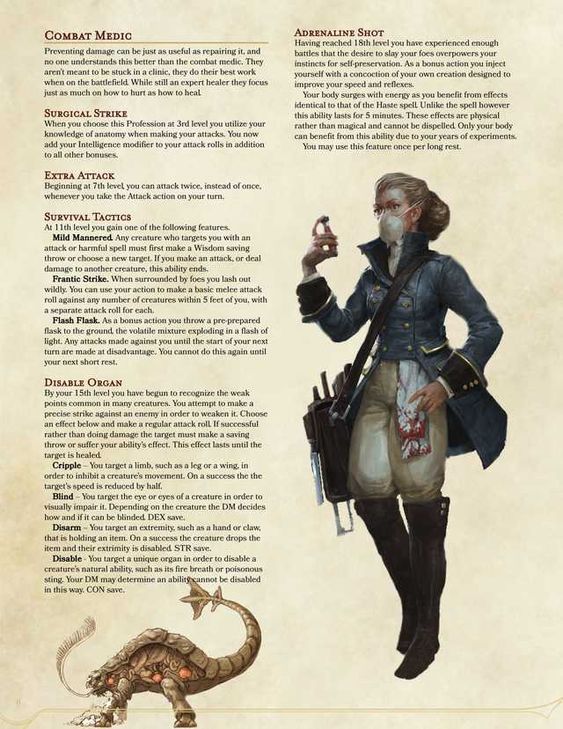 COMBAT MEDIC
Preventing damage can be just as useful as repairing it, and
no one understands this better than the combat medic. They
aren't meant to be stuck in a clinic, they do their best work
when on the battlefield. While still an expert healer they focus
just as much on how to hurt as how to heal.
SURGICAL STRIKE
When you choose this Profession at 3rd level you utilize your
knowledge of anatomy when making your attacks. You now
add your Intelligence modifier to your attack rolls in addition
to all other bonuses.
EXTRA ATTACK
Beginning at 7th level, you can attack twice, instead of once,
whenever you take the Attack action on your turn.
SURVIVAL TACTICS
At 11th level you gain one of the following features.
Mild Mannered. Any creature who targets you with an
attack or harmful spell must first make a Wisdom saving
throw or choose a new target. If you make an attack, or deal
damage to another creature, this ability ends.
Frantic Strike. When surrounded by foes you lash out
wildly. You can use your action to make a basic melee attack
roll against any number of creatures within 5 feet of you, with
a separate attack roll for each.
Flash Flask. As a bonus action you throw a pre-prepared
flask to the ground, the volatile mixture exploding in a flash of
light. Any attacks made against you until the start of your next
turn are made at disadvantage. You cannot do this again until
your next short rest.
DISABLE ORGAN
By your 15th level you have begun to recognize the weak
points common in many creatures. You attempt to make a
precise strike against an enemy in order to weaken it. Choose
an effect below and make a regular attack roll. If successful
rather than doing damage the target must make a saving
throw or suffer your ability's effect. This effect lasts until the
target is healed.
Cripple – You target a limb, such as a leg or a wing, in
order to inhibit a creature's movement. On a success the the
target's speed is reduced by half.
Blind – You target the eye or eyes of a creature in order to
visually impair it. Depending on the creature the DM decides
how and if it can be blinded. DEX save.
Disarm – You target an extremity, such as a hand or claw,
that is holding an item. On a success the creature drops the
item and their extrimity is disabled. STR save.
Disable - You target a unique organ in order to disable a
creature's natural ability, such as its fire breath or poisonous
sting. Your DM may determine an ability cannot be disabled
in this way. CON save.
ADRENALINE SHOT
Having reached 18th level you have experienced enough
battles that the desire to slay your foes overpowers your
instincts for self-preservation. As a bonus action you inject
yourself with a concoction of your own creation designed to
improve your speed and reflexes.
Your body surges with energy as you benefit from effects
identical to that of the Haste spell. Unlike the spell however
this ability lasts for 5 minutes. These effects are physical
rather than magical and cannot be dispelled. Only your body
can benefit from this ability due to your years of experiments.
You may use this feature once per long rest.